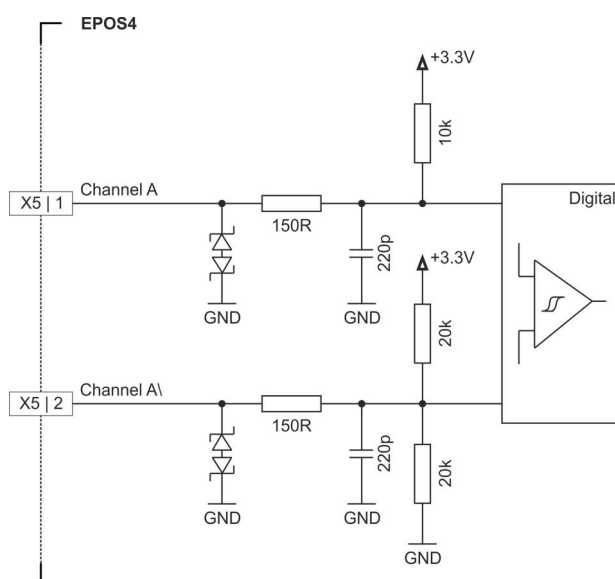 EPOS4
+3.3V
10k
X5 | 1
Channel A
Digital
150R
220p
GND
GND
+3.3V
20k
X5 | 2
Channel A\
150R
220p
20k
GND
GND
GND